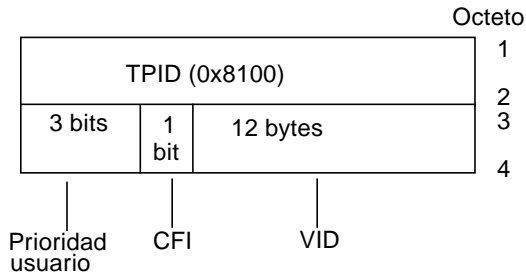 Octeto
1
TPID (0x8100)
2
3 bits
1
bit
12 bytes
3
4
Prioridad
usuario
CFI
VID